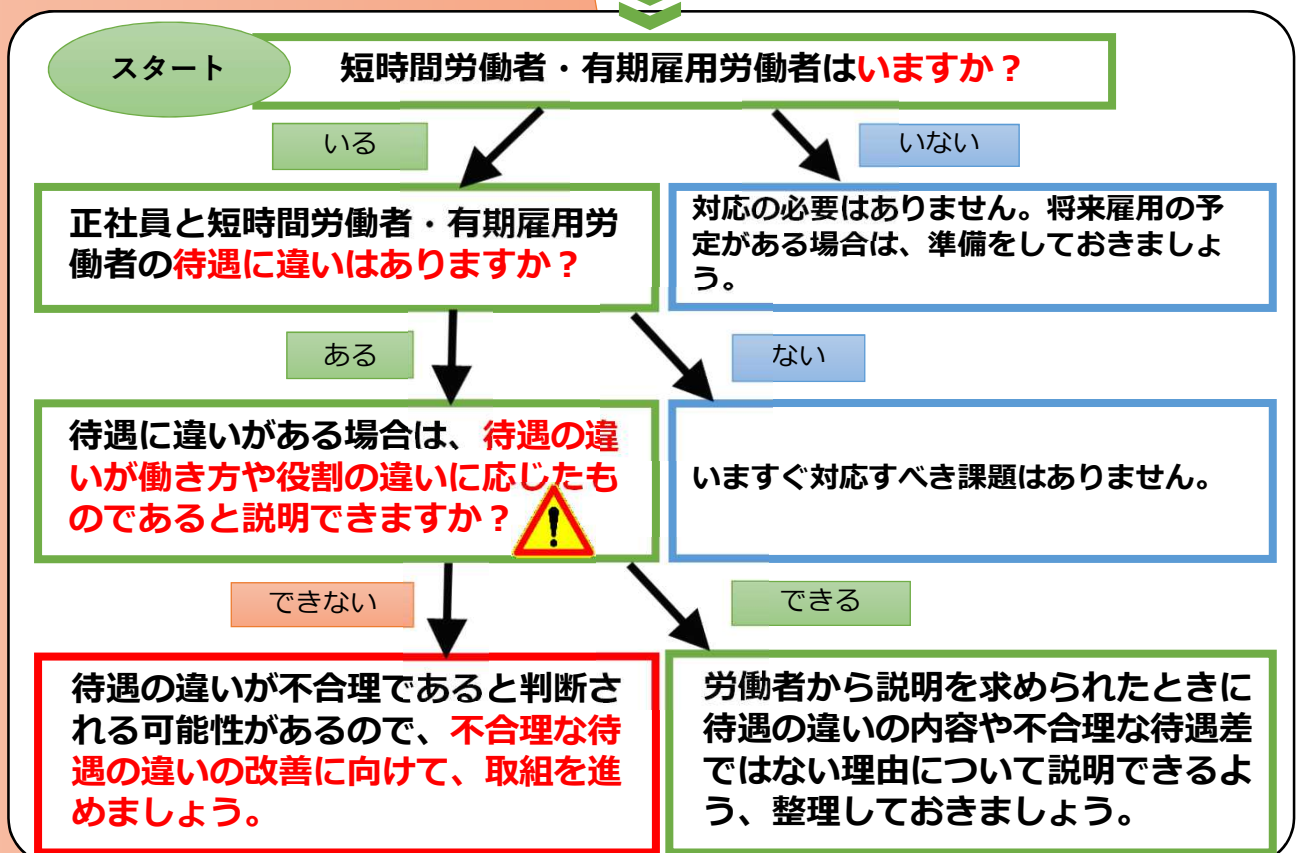 スタート
短時間労働者・有期雇用労働者はいますか？
いる
いない
正社員と短時間労働者・有期雇用労
働者の待遇に違いはありますか？
対応の必要はありません。将来雇用の予
定がある場合は、準備をしておきましょ
う。
ある
ない
待遇に違いがある場合は、待遇の違
いが働き方や役割の違いに応じたも
のであると説明できますか？
いますぐ対応すべき課題はありません。
できない
できる
待遇の違いが不合理であると判断さ
れる可能性があるので、不合理な待
遇の違いの改善に向けて、取組を進
めましょう。
労働者から説明を求められたときに
待遇の違いの内容や不合理な待遇差
ではない理由について説明できるよ
う、整理しておきましょう。